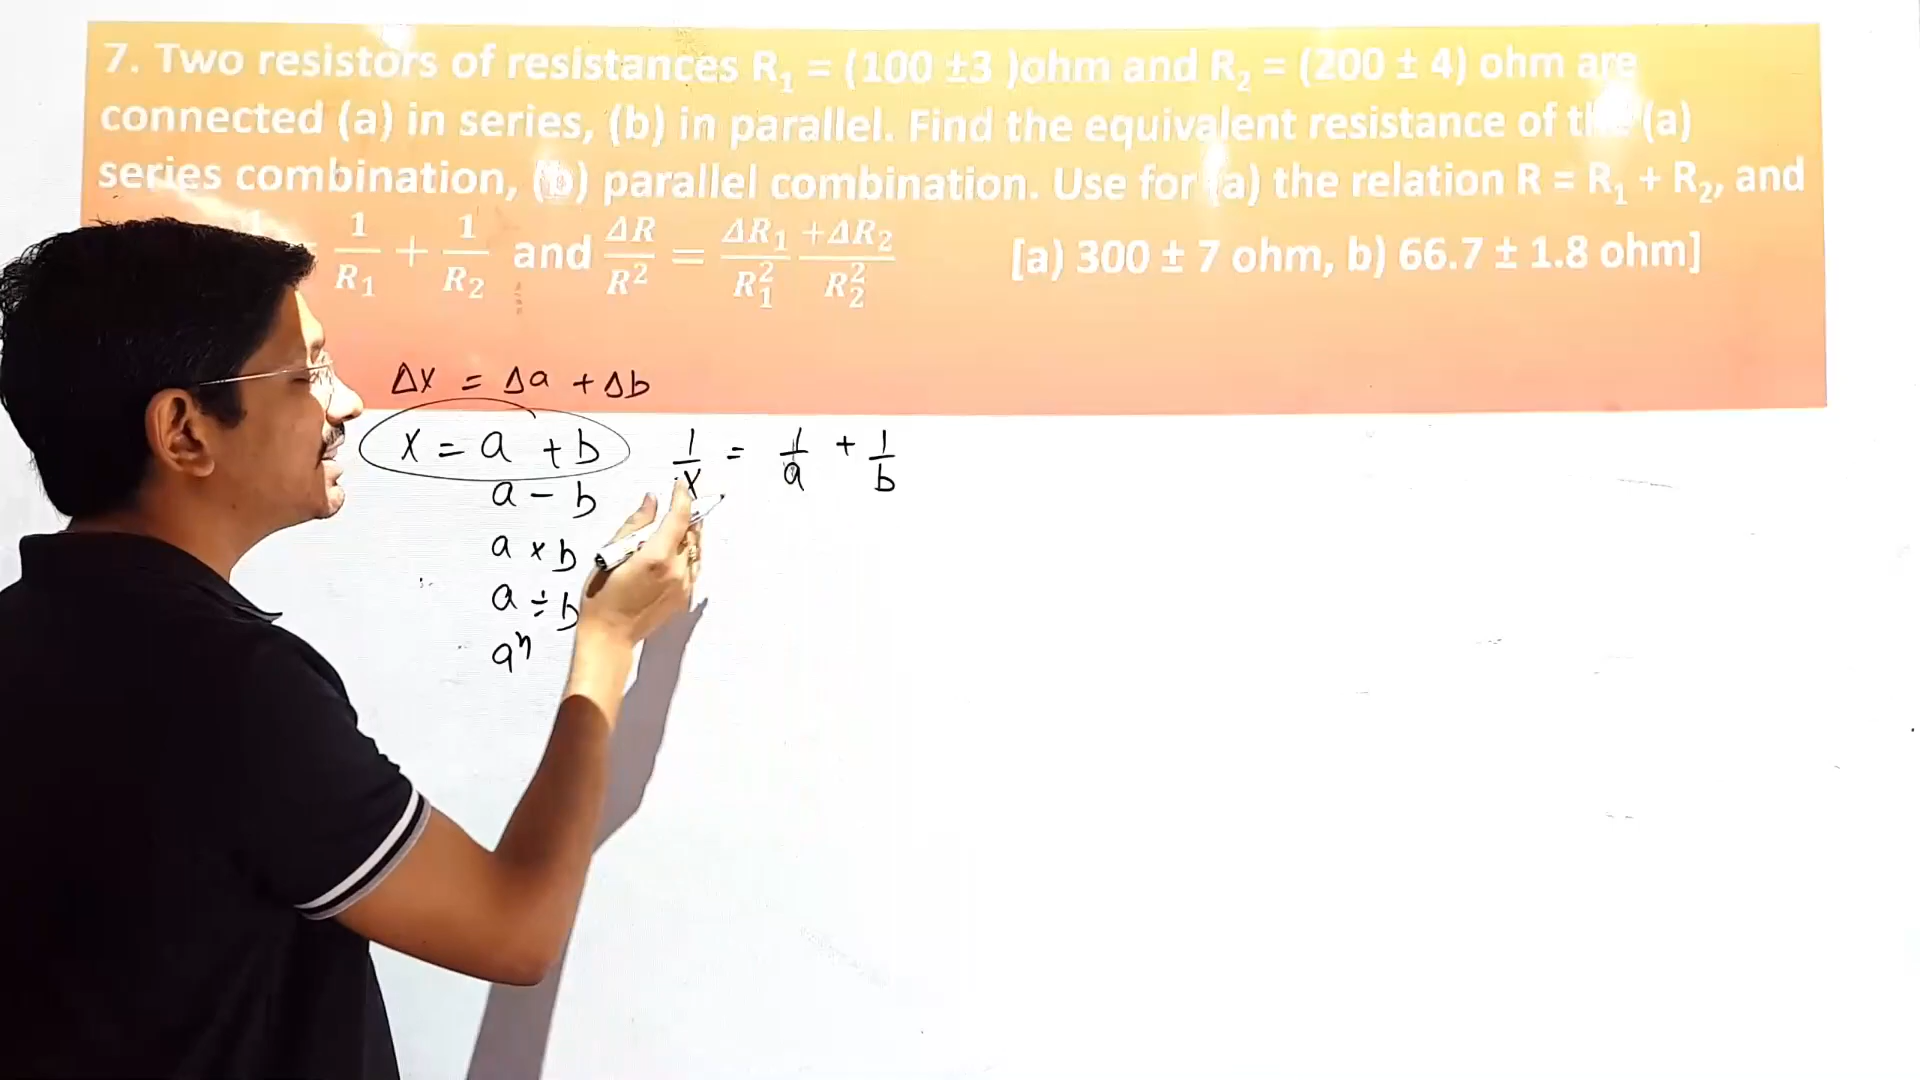 7. Two resistors of resistances R₁ = (100 ±3 )ohm and R₂ = (200 ± 4) ohm are
connected (a) in series, (b) in parallel. Find the equivalent resistance of the (a)
series combination, (b) parallel combination. Use for (a) the relation R = R₁ + R₂, and
= 1/R₁ + 1/R₂ and ΔR/R² = ΔR₁/R₁² +ΔR₂/R₂² [a) 300 ± 7 ohm, b) 66.7 ± 1.8 ohm]
Δx = Δa + Δb
x = a + b 1/x = 1/a + 1/b
a - b
a × b
a ÷ b
aⁿ